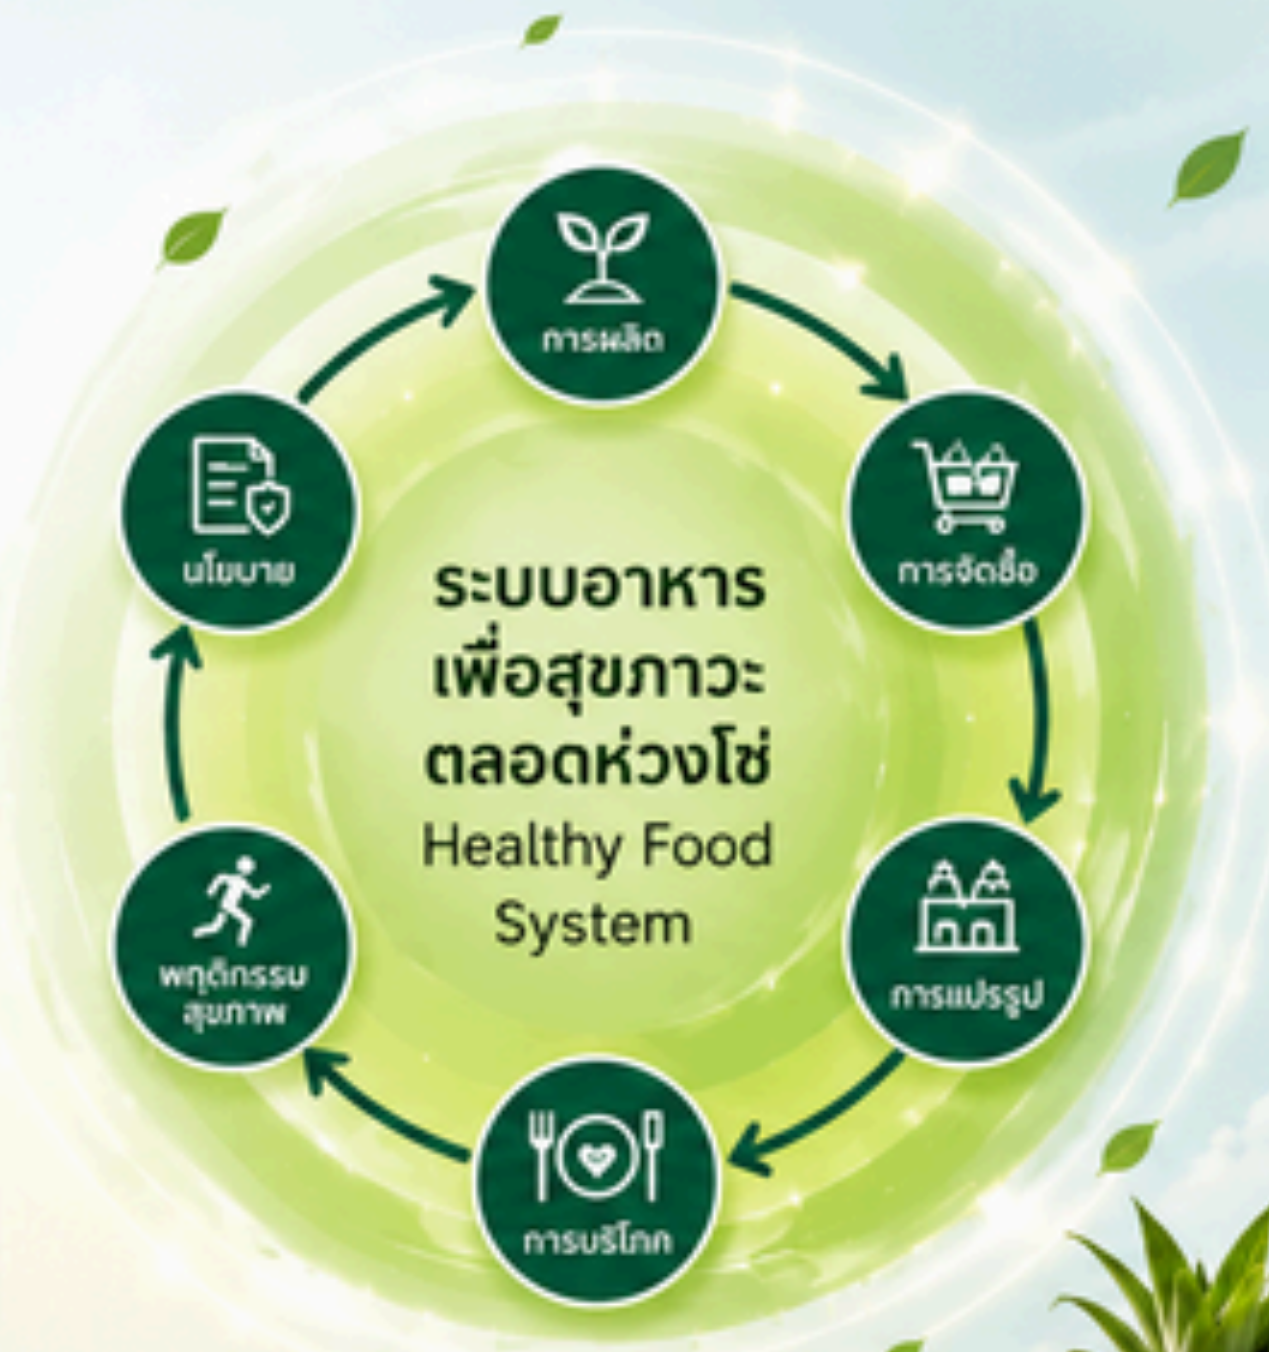 การผลิต
นโยบาย
การจัดซื้อ
ระบบอาหาร
เพื่อสุขภาวะ
ตลอดห่วงโซ่
Healthy Food
System
พฤติกรรม
สุขภาพ
การแปรรูป
การบริโภค